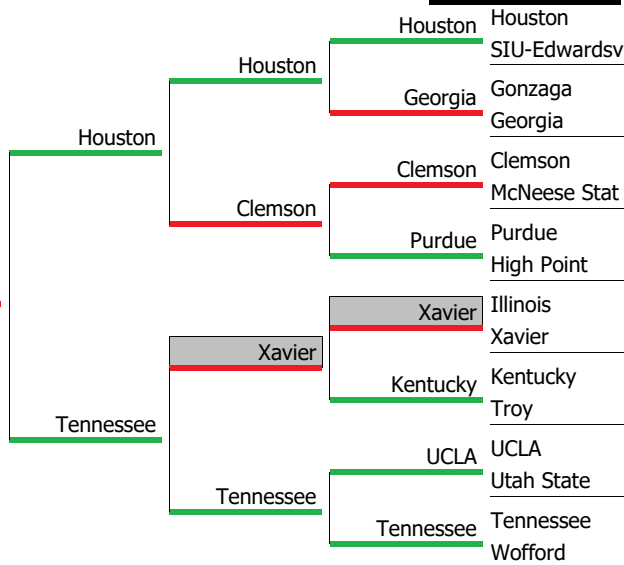 Houston
SIU-Edwardsv
Gonzaga
Georgia
Clemson
McNeese Stat
Purdue
High Point
Illinois
Xavier
Kentucky
Troy
UCLA
Utah State
Tennessee
Wofford
Houston
Georgia
Clemson
Purdue
Xavier
Kentucky
UCLA
Tennessee
Houston
Clemson
Xavier
Tennessee
Houston
Tennessee